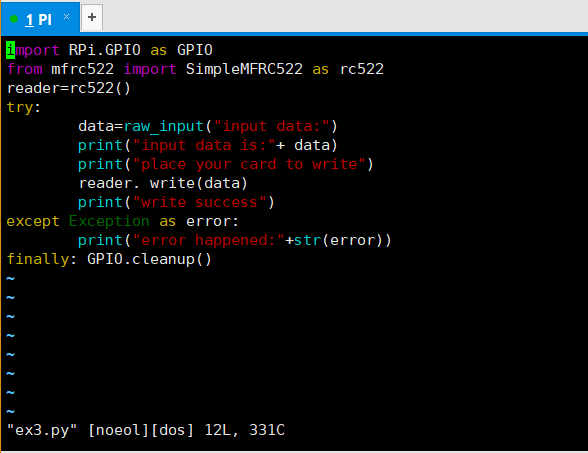 1 PI × +
import RPi.GPIO as GPIO
from mfrc522 import SimpleMFRC522 as rc522
reader=rc522()
try:
        data=raw_input("input data:")
        print("input data is:"+ data)
        print("place your card to write")
        reader. write(data)
        print("write success")
except Exception as error:
        print("error happened:"+str(error))
finally: GPIO.cleanup()
~
~
~
~
~
~
~
~
"ex3.py" [noeol][dos] 12L, 331C